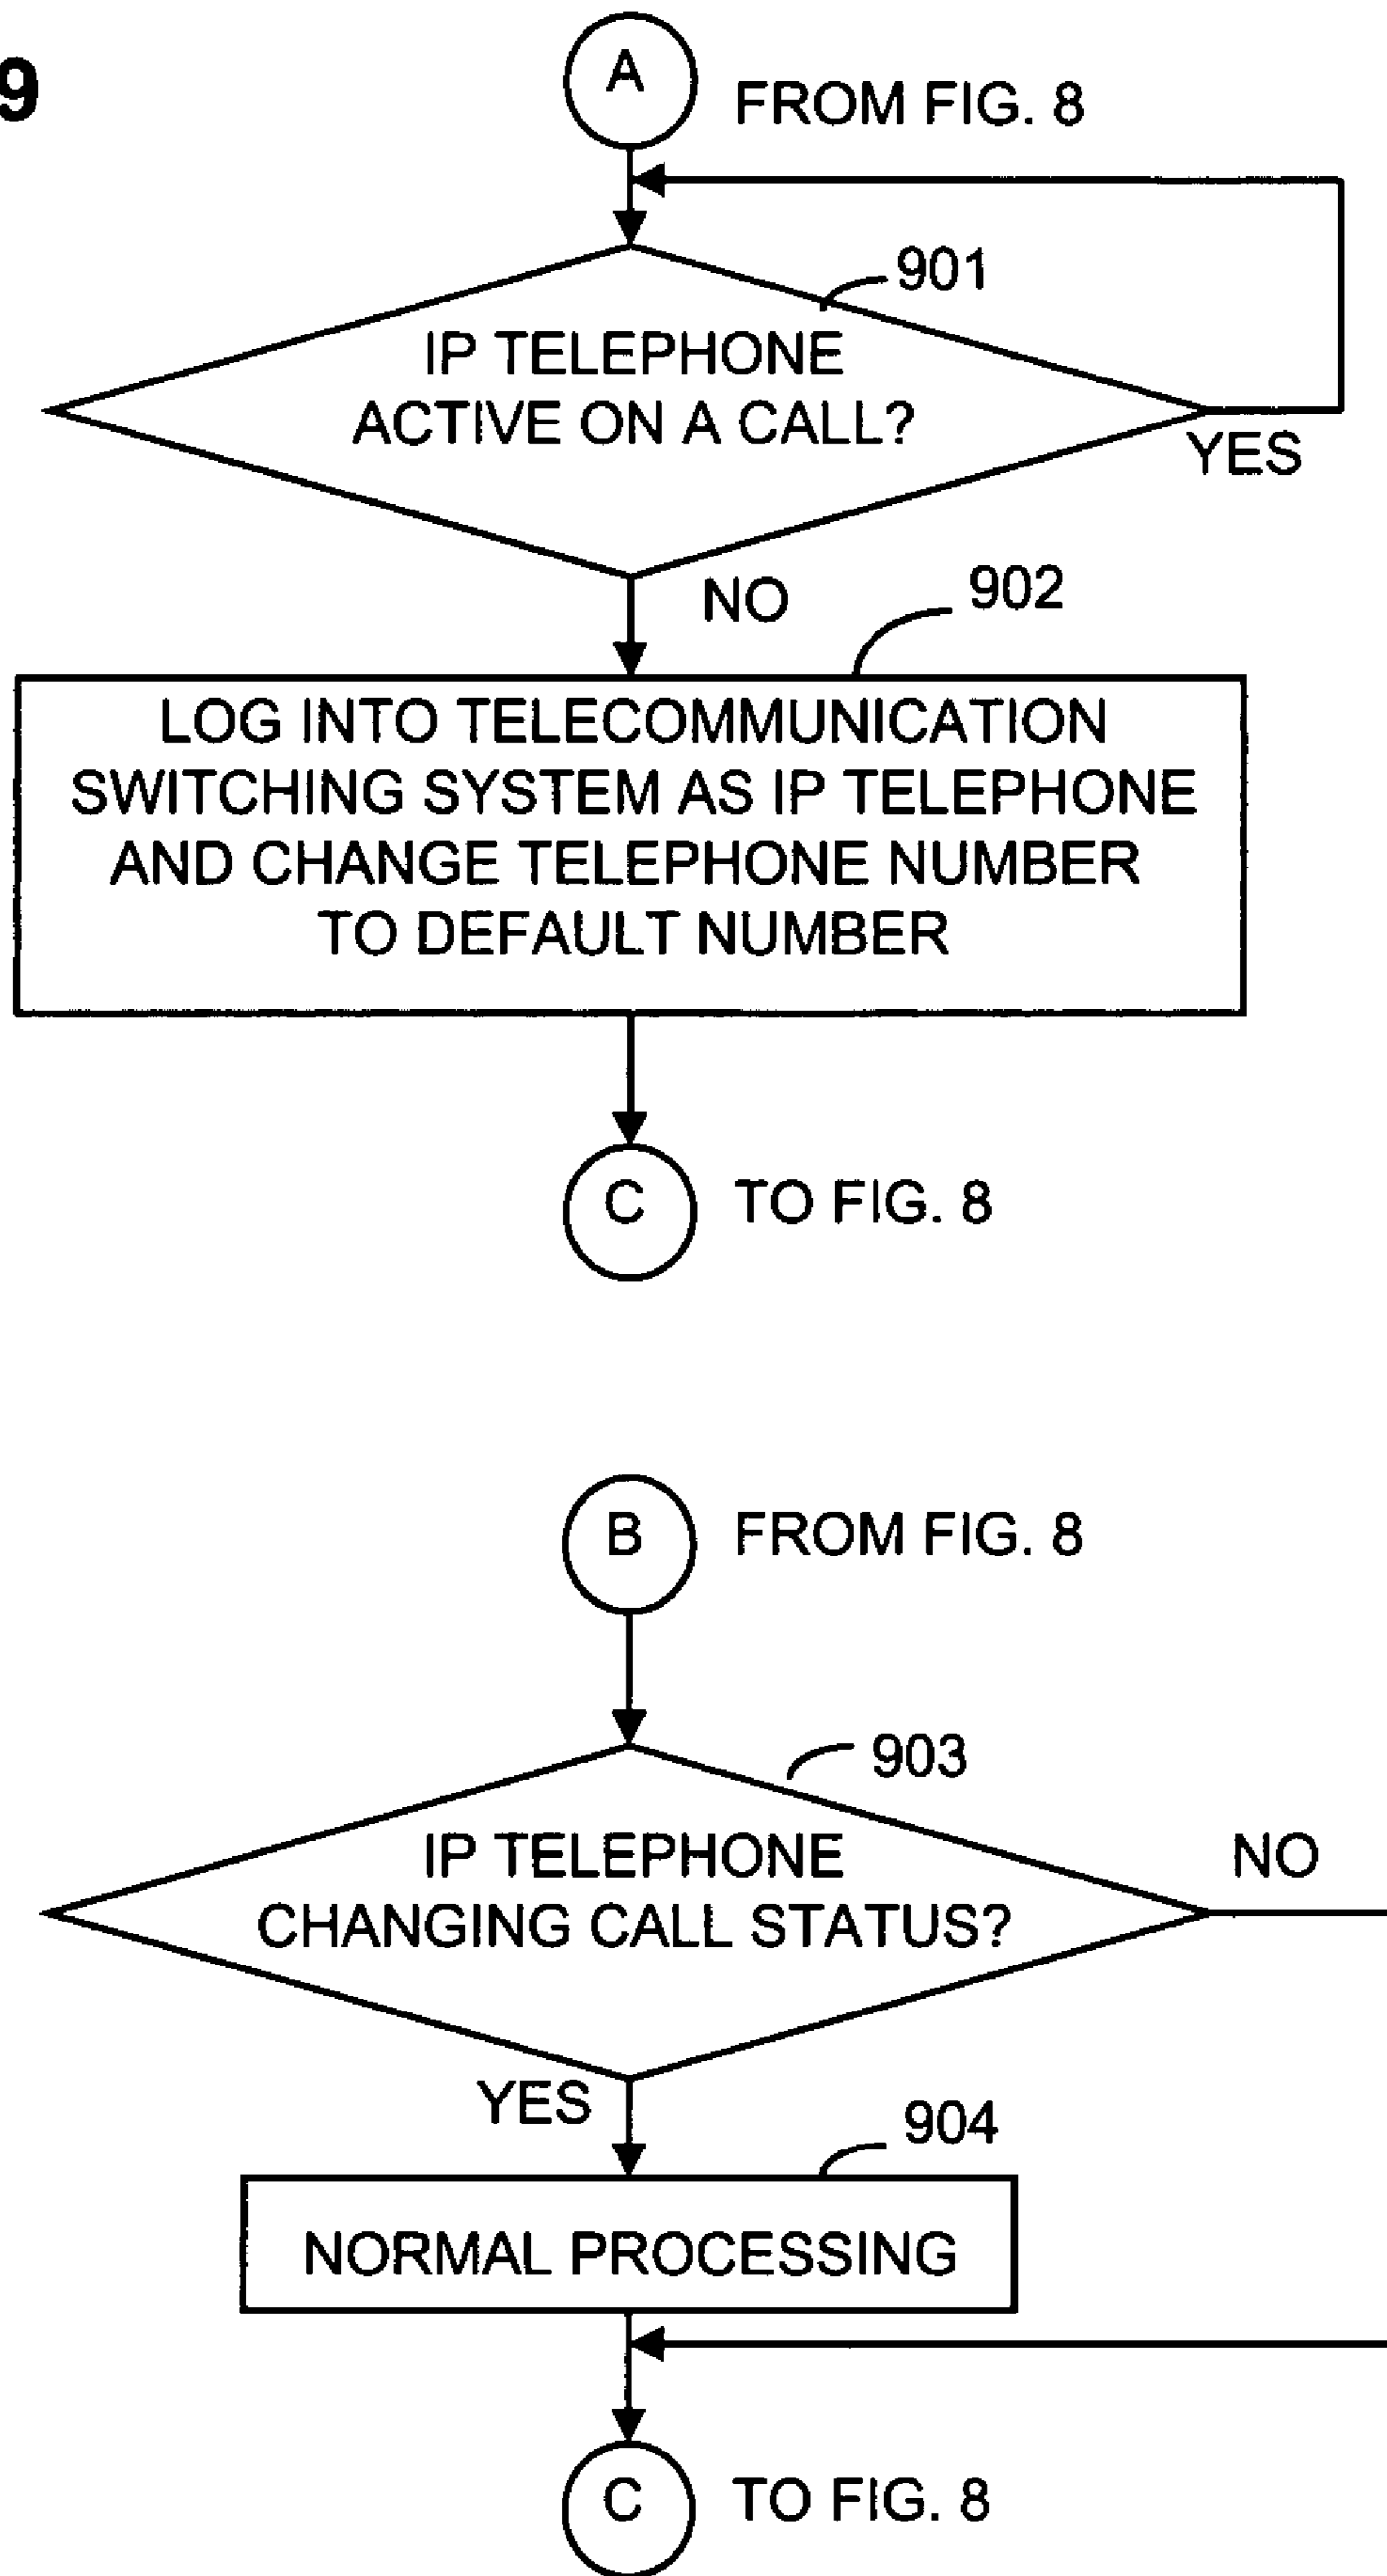 9
A
FROM FIG. 8
901
IP TELEPHONE
ACTIVE ON A CALL?
YES
NO
902
LOG INTO TELECOMMUNICATION
SWITCHING SYSTEM AS IP TELEPHONE
AND CHANGE TELEPHONE NUMBER
TO DEFAULT NUMBER
C
TO FIG. 8
B
FROM FIG. 8
903
IP TELEPHONE
CHANGING CALL STATUS?
NO
YES
904
NORMAL PROCESSING
C
TO FIG. 8